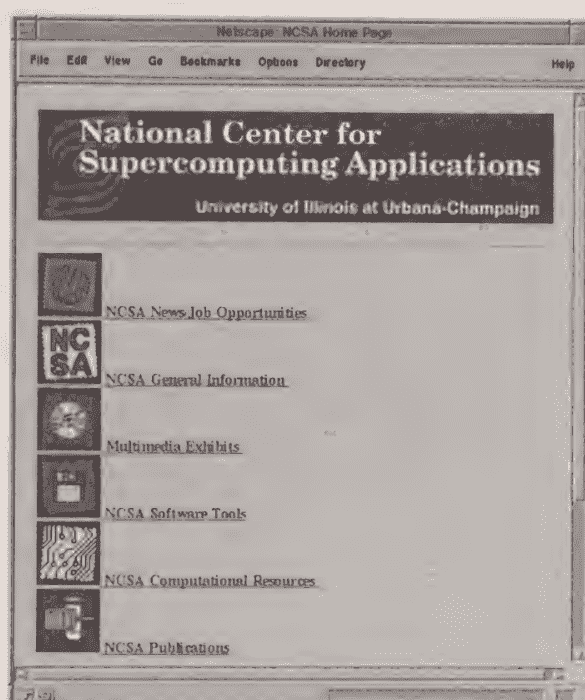 Netscape: NCSA Home Page
File Edit View Go Bookmarks Options Directory Help
National Center for
Supercomputing Applications
University of Illinois at Urbana-Champaign
NCSA News Job Opportunities
NC
SA
NCSA General Information
Multimedia Exhibits
NCSA Software Tools
NCSA Computational Resources
NCSA Publications